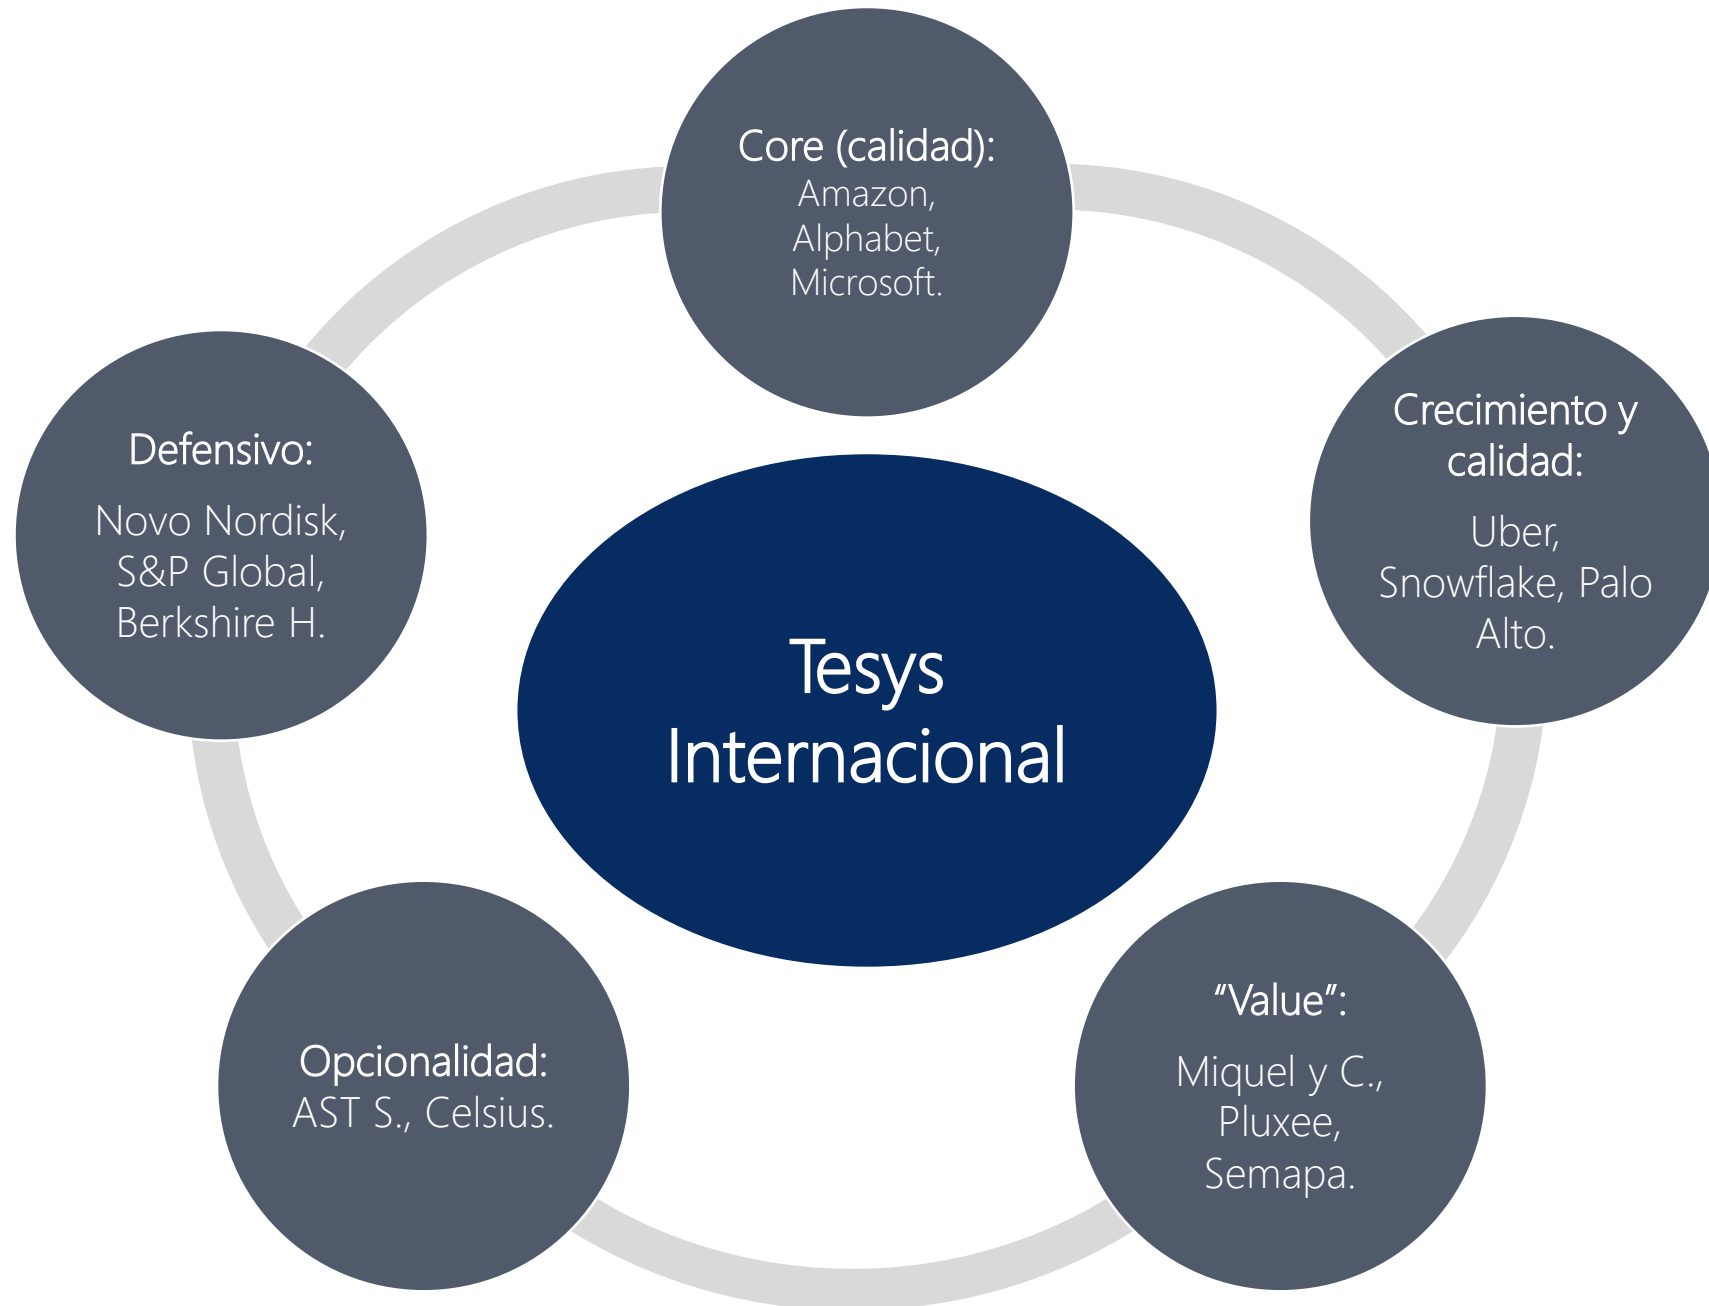 Core (calidad):
Amazon,
Alphabet,
Microsoft.
Crecimiento y
calidad:
Uber,
Snowflake, Palo
Alto.
Defensivo:
Novo Nordisk,
S&P Global,
Berkshire H.
Tesys
Internacional
“Value”:
Miquel y C.,
Pluxee,
Semapa.
Opcionalidad:
AST S., Celsius.